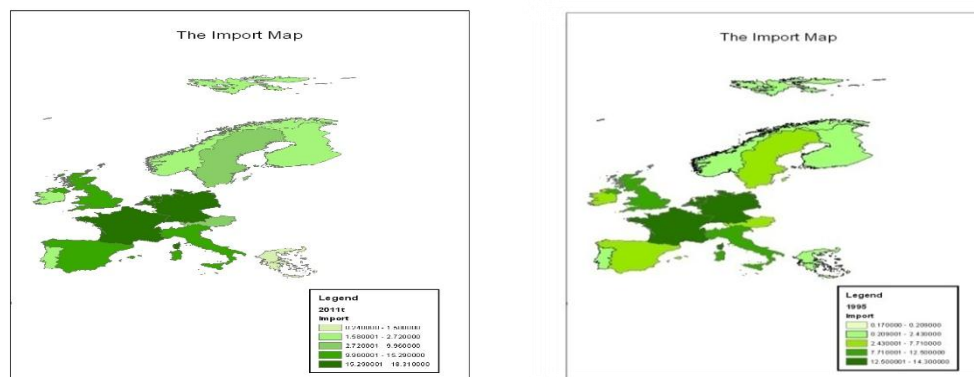 The Import Map
Legend
2011t
Import
0.240000 - 1.580000
1.580001 - 2.720000
2.720001 - 9.960000
9.960001 - 15.290000
15.290001 - 18.310000
The Import Map
Legend
1995
Import
0.170000 - 0.209000
0.209001 - 2.430000
2.430001 - 7.710000
7.710001 - 12.500000
12.500001 - 14.300000